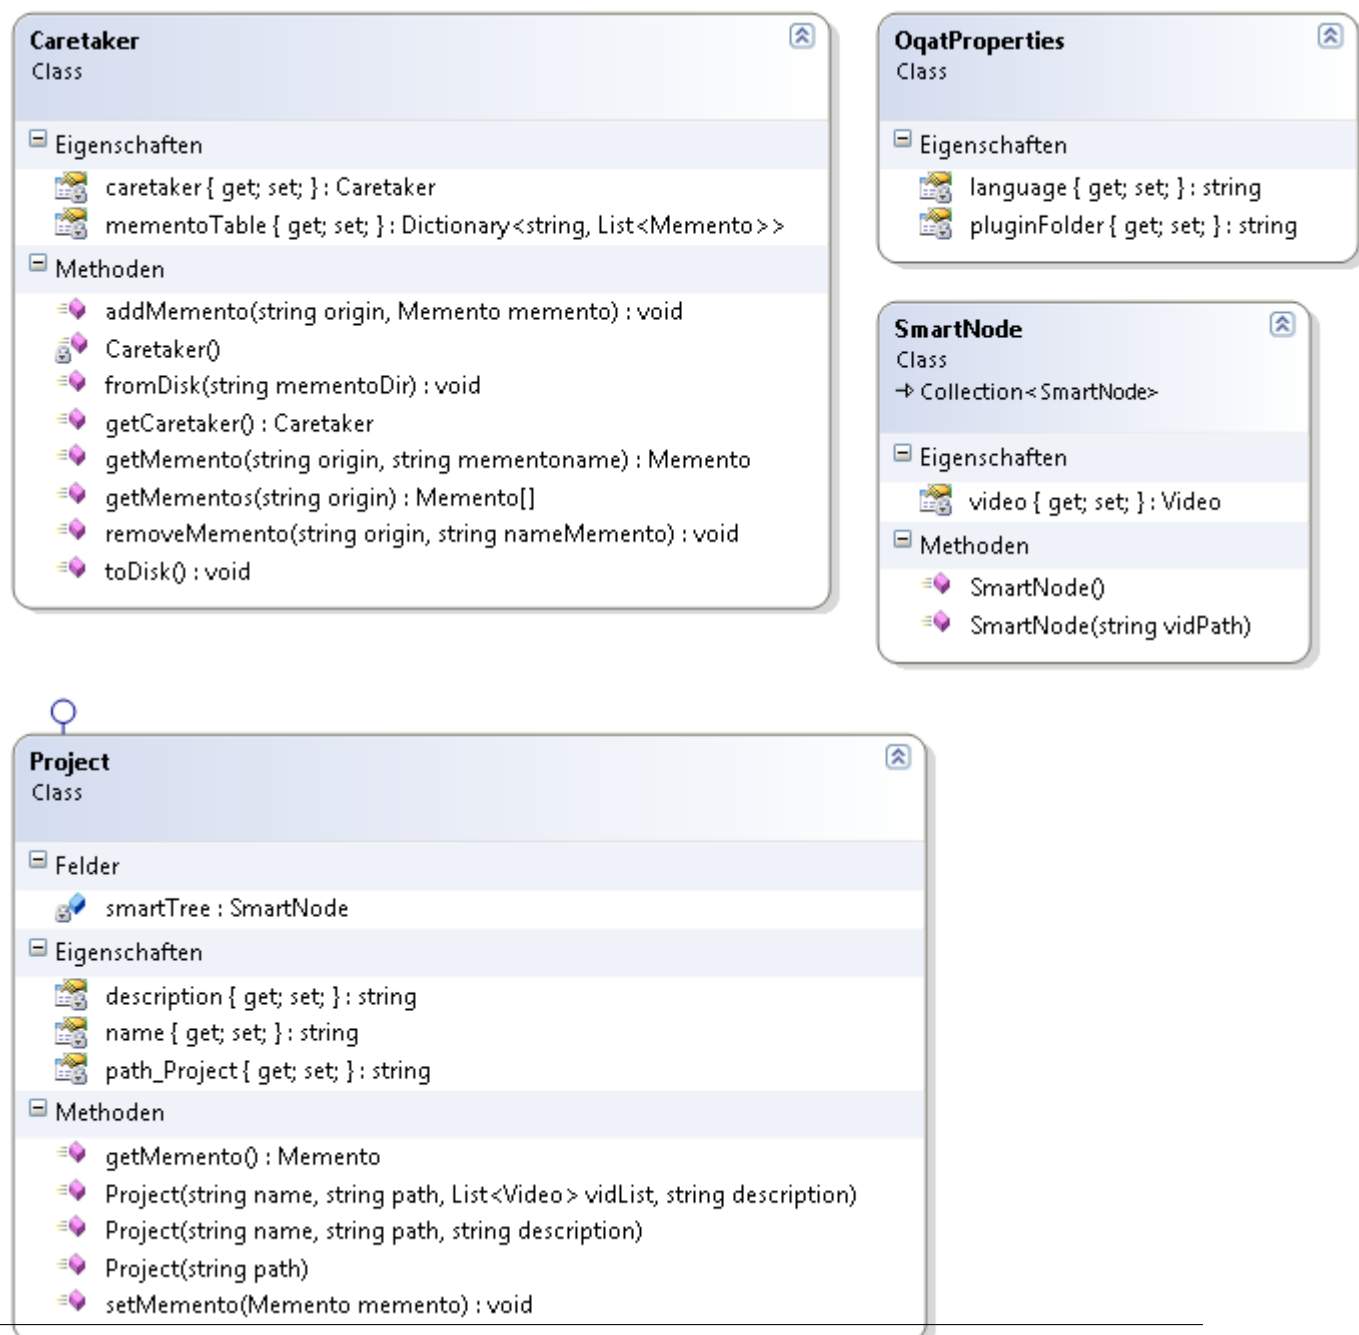 Caretaker
Class
Eigenschaften
caretaker { get; set; } : Caretaker
mementoTable { get; set; } : Dictionary<string, List<Memento>>
Methoden
addMemento(string origin, Memento memento) : void
Caretaker()
fromDisk(string mementoDir) : void
getCaretaker() : Caretaker
getMemento(string origin, string mementoname) : Memento
getMementos(string origin) : Memento[]
removeMemento(string origin, string nameMemento) : void
toDisk() : void
OqatProperties
Class
Eigenschaften
language { get; set; } : string
pluginFolder { get; set; } : string
SmartNode
Class
Collection<SmartNode>
Eigenschaften
video { get; set; } : Video
Methoden
SmartNode()
SmartNode(string vidPath)
Project
Class
Felder
smartTree : SmartNode
Eigenschaften
description { get; set; } : string
name { get; set; } : string
path_Project { get; set; } : string
Methoden
getMemento() : Memento
Project(string name, string path, List<Video> vidList, string description)
Project(string name, string path, string description)
Project(string path)
setMemento(Memento memento) : void